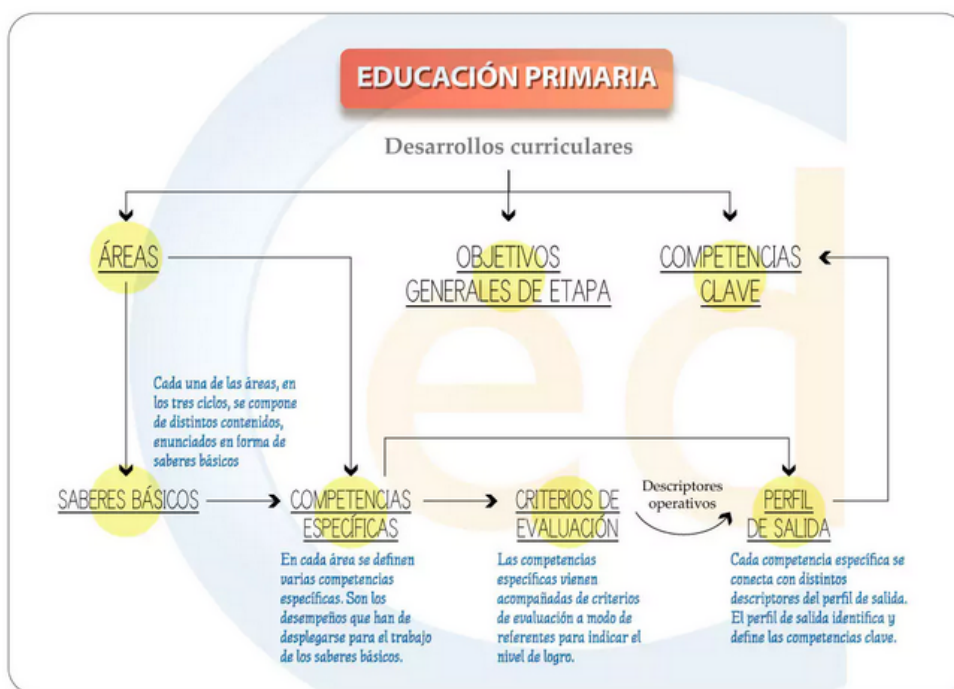 EDUCACIÓN PRIMARIA
Desarrollos curriculares
ÁREAS
OBJETIVOS
GENERALES DE ETAPA
COMPETENCIAS
CLAVE
Cada una de las áreas, en
los tres ciclos, se compone
de distintos contenidos,
enunciados en forma de
saberes básicos
SABERES BÁSICOS
COMPETENCIAS
ESPECÍFICAS
CRITERIOS DE
EVALUACIÓN
Descriptores
operativos
PERFIL
DE SALIDA
En cada área se definen
varias competencias
específicas. Son los
desempeños que han de
desplegarse para el trabajo
de los saberes básicos.
Las competencias
específicas vienen
acompañadas de criterios
de evaluación a modo de
referentes para indicar el
nivel de logro.
Cada competencia específica se
conecta con distintos
descriptores del perfil de salida.
El perfil de salida identifica y
define las competencias clave.
ed